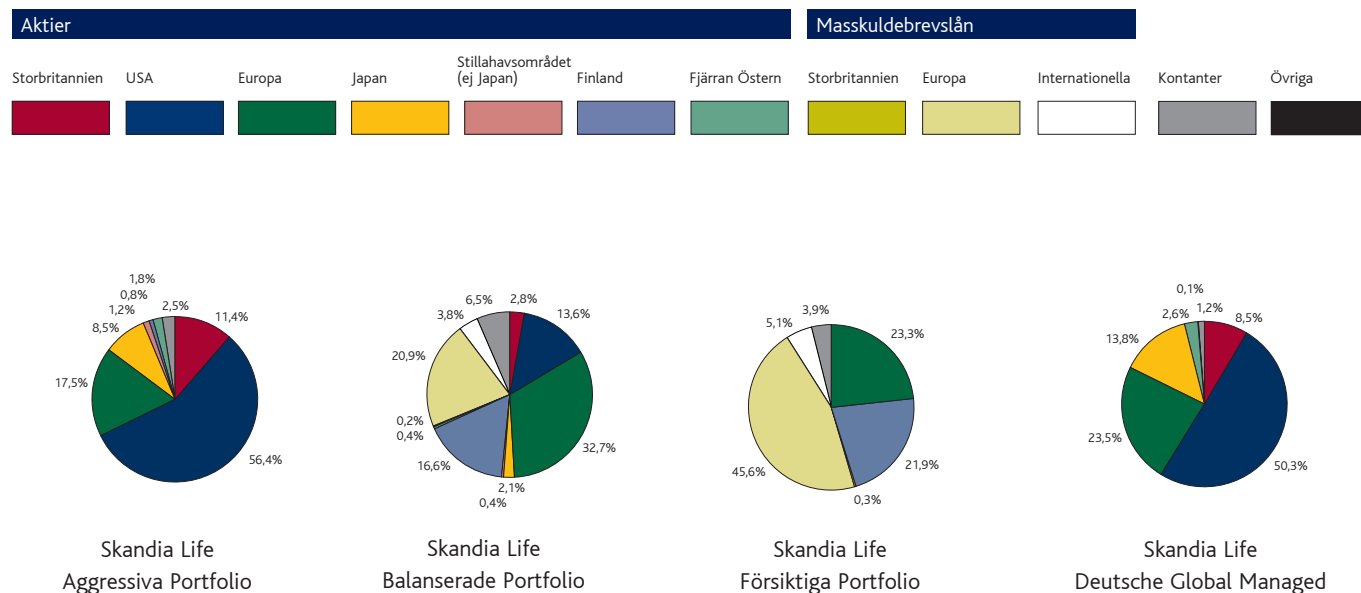 Aktier
Masskuldebrevslån
Storbritannien
USA
Europa
Japan
Stillahavsområdet
(ej Japan)
Finland
Fjärran Östern
Storbritannien
Europa
Internationella
Kontanter
Övriga
1,8%
0,8%
1,2%
8,5%
2,5%
11,4%
17,5%
56,4%
Skandia Life
Aggressiva Portfolio
6,5%
2,8%
3,8%
13,6%
20,9%
0,2%
0,4%
32,7%
16,6%
2,1%
0,4%
Skandia Life
Balanserade Portfolio
3,9%
5,1%
23,3%
45,6%
21,9%
0,3%
Skandia Life
Försiktiga Portfolio
0,1%
2,6%
1,2%
8,5%
13,8%
23,5%
50,3%
Skandia Life
Deutsche Global Managed